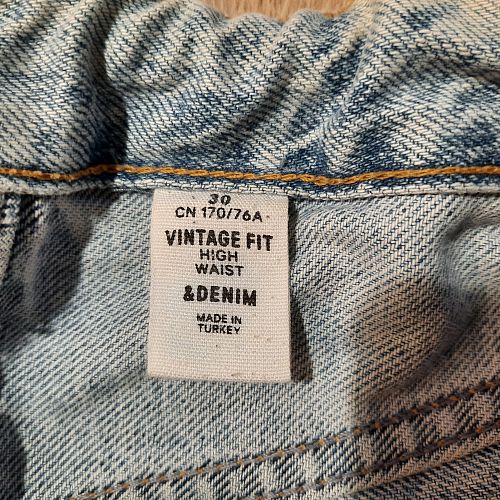 30
CN 170/76A
VINTAGE FIT
HIGH
WAIST
&DENIM
MADE IN
TURKEY